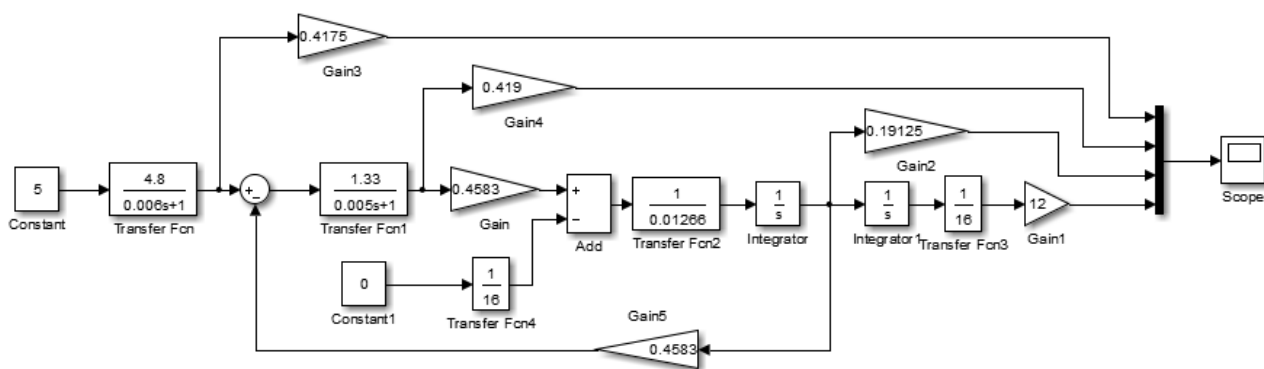 0.4175
Gain3
0.419
Gain4
0.19125
Gain2
5
Constant
4.8
0.006s+1
Transfer Fcn
+
−
1.33
0.005s+1
Transfer Fcn1
0.4583
Gain
+
−
Add
1
0.01266
Transfer Fcn2
1
s
Integrator
1
s
Integrator1
1
16
Transfer Fcn3
12
Gain1
Scope
0
Constant1
1
16
Transfer Fcn4
Gain5
0.4583